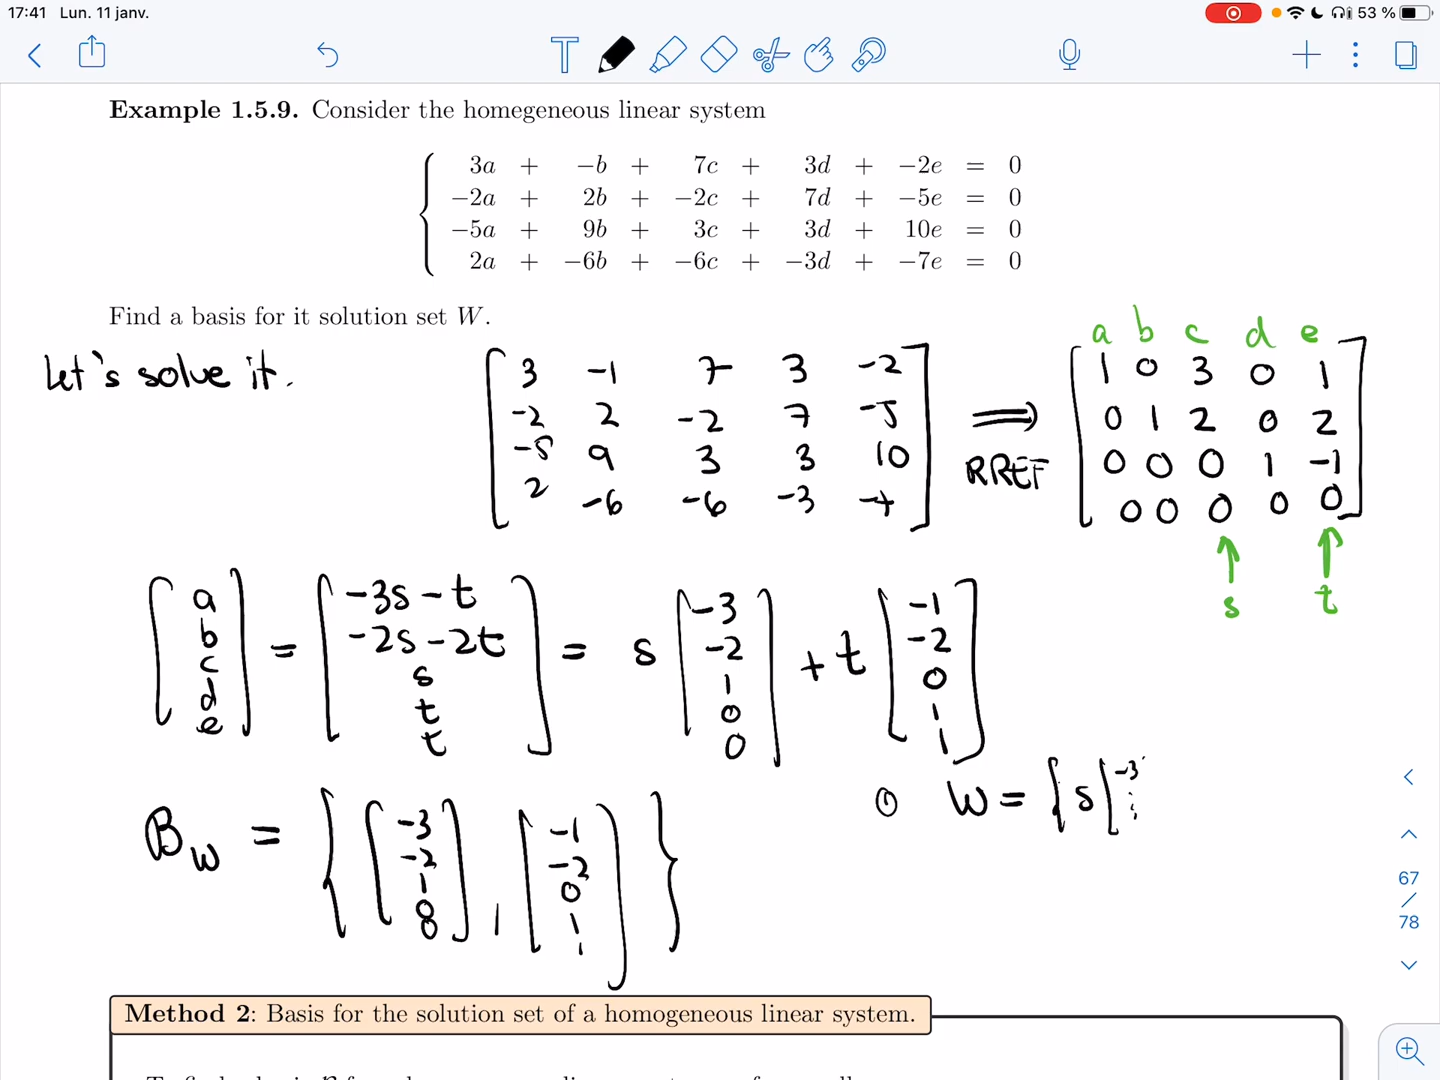 17:41 Lun. 11 janv. 53 %
Example 1.5.9. Consider the homegeneous linear system
3a + −b + 7c + 3d + −2e = 0
−2a + 2b + −2c + 7d + −5e = 0
−5a + 9b + 3c + 3d + 10e = 0
2a + −6b + −6c + −3d + −7e = 0
Find a basis for it solution set W.
Let's solve it.
3 -1 7 3 -2
-2 2 -2 7 -5
-5 9 3 3 10
2 -6 -6 -3 -7
⟹
RREF
a b c d e
1 0 3 0 1
0 1 2 0 2
0 0 0 1 -1
0 0 0 0 0
↑ ↑
s t
[a b c d e] = [-3s-t -2s-2t s t t] = s [-3 -2 1 0 0] + t [-1 -2 0 1 1]
B_W = { [-3 -2 1 0 0] , [-1 -2 0 1 1] }
① W = { s [ -3 ⋮
67
/
78
Method 2: Basis for the solution set of a homogeneous linear system.